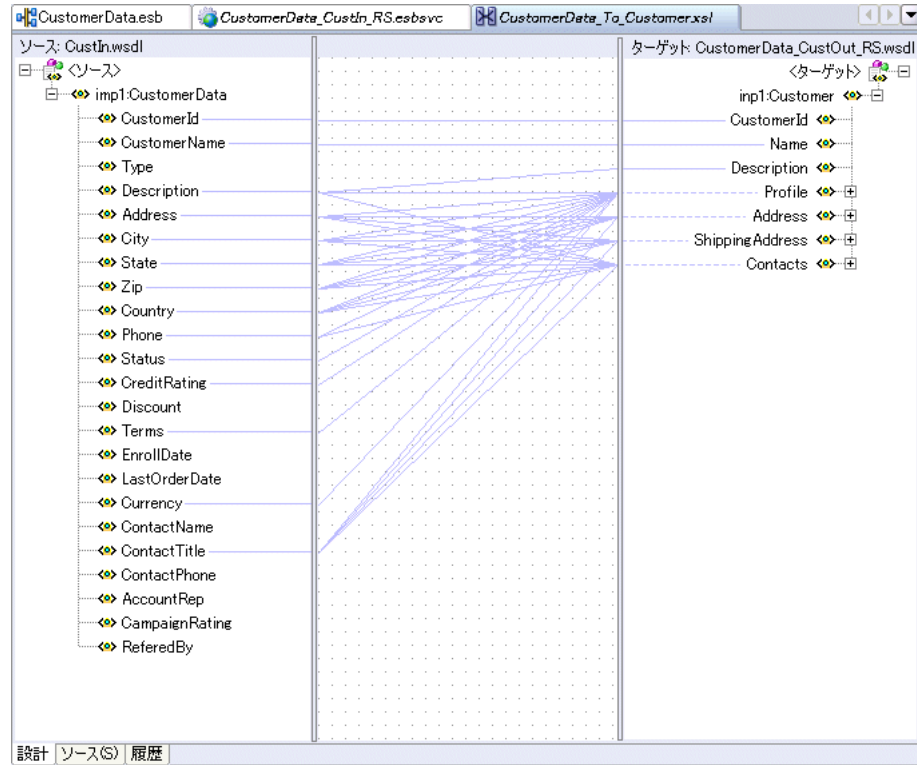 CustomerData.esb
CustomerData_CustIn_RS.esbsvc
CustomerData_To_Customer.xsl
ソース: CustIn.wsdl
<ソース>
imp1:CustomerData
CustomerId
CustomerName
Type
Description
Address
City
State
Zip
Country
Phone
Status
CreditRating
Discount
Terms
EnrollDate
LastOrderDate
Currency
ContactName
ContactTitle
ContactPhone
AccountRep
CampaignRating
ReferedBy
ターゲット: CustomerData_CustOut_RS.wsdl
<ターゲット>
inp1:Customer
CustomerId
Name
Description
Profile
Address
ShippingAddress
Contacts
設計 ソース(S) 履歴